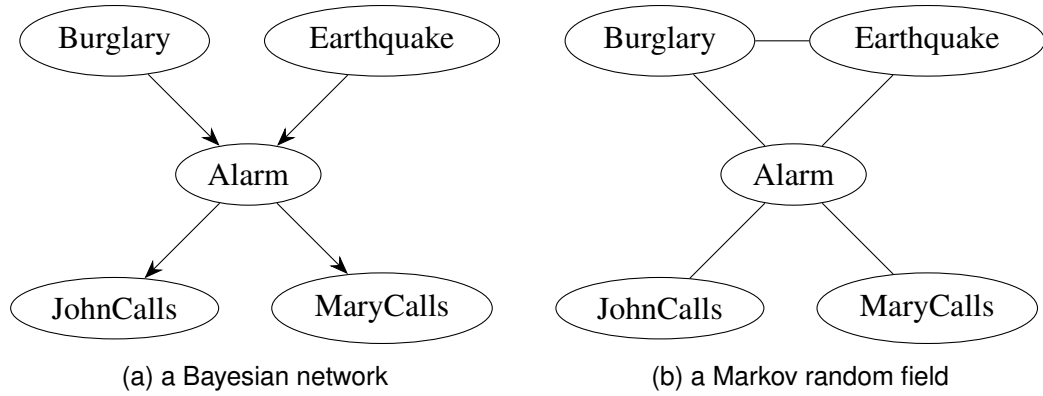 Burglary
Earthquake
Alarm
JohnCalls
MaryCalls
(a) a Bayesian network
Burglary
Earthquake
Alarm
JohnCalls
MaryCalls
(b) a Markov random field